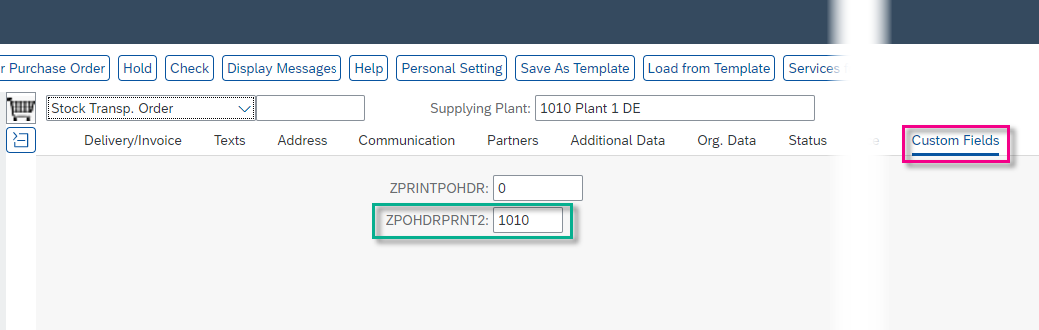 r Purchase Order Hold Check Display Messages Help Personal Setting Save As Template Load from Template Services
Stock Transp. Order Supplying Plant: 1010 Plant 1 DE
Delivery/Invoice Texts Address Communication Partners Additional Data Org. Data Status Custom Fields
ZPRINTPOHDR: 0
ZPOHDRPRNT2: 1010